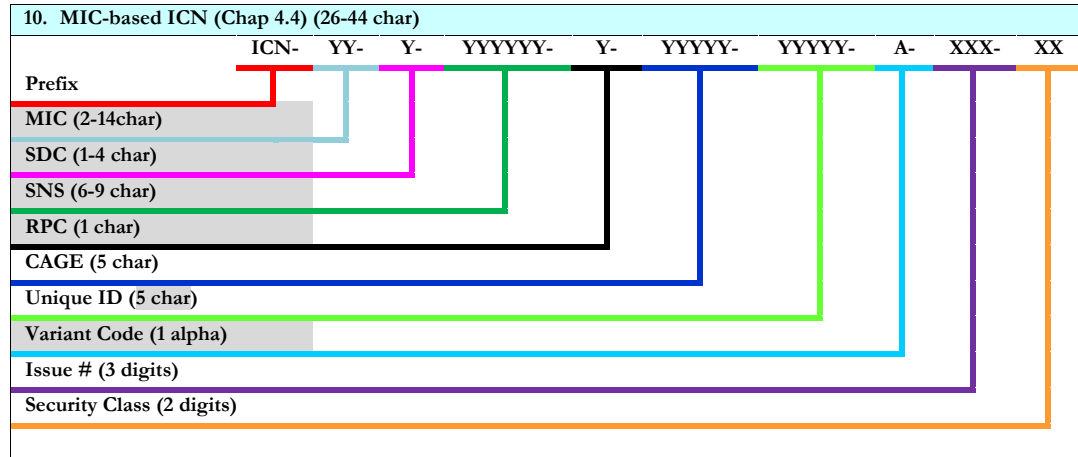 10. MIC-based ICN (Chap 4.4) (26-44 char)
ICN- YY- Y- YYYYYY- Y- YYYYY- YYYYY- A- XXX- XX
Prefix
MIC (2-14char)
SDC (1-4 char)
SNS (6-9 char)
RPC (1 char)
CAGE (5 char)
Unique ID (5 char)
Variant Code (1 alpha)
Issue # (3 digits)
Security Class (2 digits)